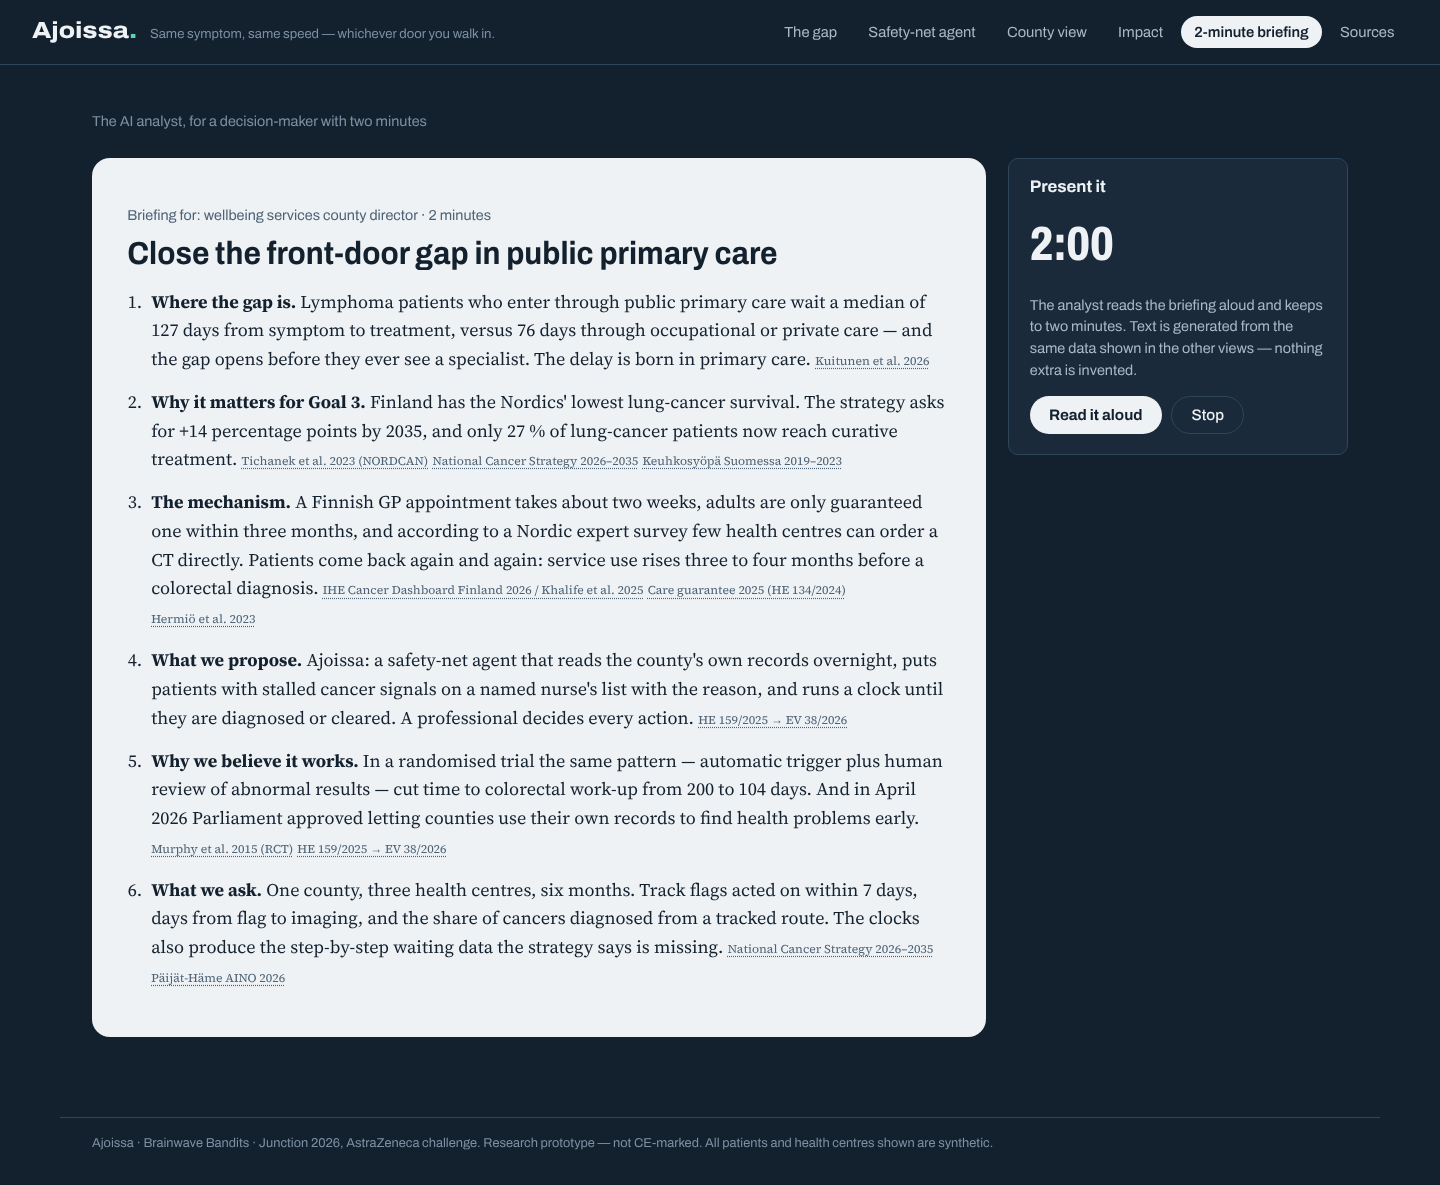 Ajoissa.
Same symptom, same speed — whichever door you walk in.
The gap
Safety-net agent
County view
Impact
2-minute briefing
Sources
The AI analyst, for a decision-maker with two minutes
Briefing for: wellbeing services county director · 2 minutes
Close the front-door gap in public primary care
1. Where the gap is. Lymphoma patients who enter through public primary care wait a median of
127 days from symptom to treatment, versus 76 days through occupational or private care — and
the gap opens before they ever see a specialist. The delay is born in primary care. Kuitunen et al. 2026
2. Why it matters for Goal 3. Finland has the Nordics' lowest lung-cancer survival. The strategy asks
for +14 percentage points by 2035, and only 27 % of lung-cancer patients now reach curative
treatment. Tichanek et al. 2023 (NORDCAN) National Cancer Strategy 2026–2035 Keuhkosyöpä Suomessa 2019–2023
3. The mechanism. A Finnish GP appointment takes about two weeks, adults are only guaranteed
one within three months, and according to a Nordic expert survey few health centres can order a
CT directly. Patients come back again and again: service use rises three to four months before a
colorectal diagnosis. IHE Cancer Dashboard Finland 2026 / Khalife et al. 2025 Care guarantee 2025 (HE 134/2024)
Hermiö et al. 2023
4. What we propose. Ajoissa: a safety-net agent that reads the county's own records overnight, puts
patients with stalled cancer signals on a named nurse's list with the reason, and runs a clock until
they are diagnosed or cleared. A professional decides every action. HE 159/2025 → EV 38/2026
5. Why we believe it works. In a randomised trial the same pattern — automatic trigger plus human
review of abnormal results — cut time to colorectal work-up from 200 to 104 days. And in April
2026 Parliament approved letting counties use their own records to find health problems early.
Murphy et al. 2015 (RCT) HE 159/2025 → EV 38/2026
6. What we ask. One county, three health centres, six months. Track flags acted on within 7 days,
days from flag to imaging, and the share of cancers diagnosed from a tracked route. The clocks
also produce the step-by-step waiting data the strategy says is missing. National Cancer Strategy 2026–2035
Päijät-Häme AINO 2026
Present it
2:00
The analyst reads the briefing aloud and keeps
to two minutes. Text is generated from the
same data shown in the other views — nothing
extra is invented.
Read it aloud
Stop
Ajoissa · Brainwave Bandits · Junction 2026, AstraZeneca challenge. Research prototype — not CE-marked. All patients and health centres shown are synthetic.